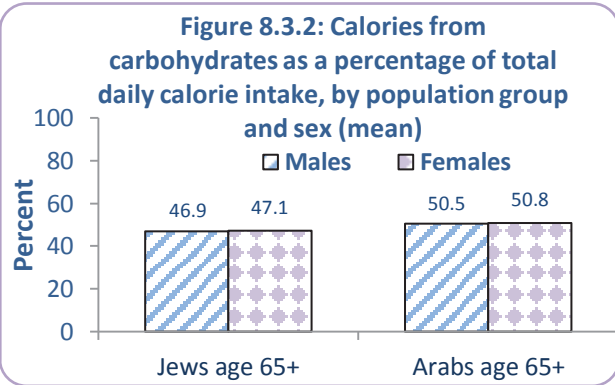 Figure 8.3.2: Calories from
carbohydrates as a percentage of total
daily calorie intake, by population group
and sex (mean)
Males Females
Percent
100
80
60
40
20
0
46.9 47.1 50.5 50.8
Jews age 65+ Arabs age 65+